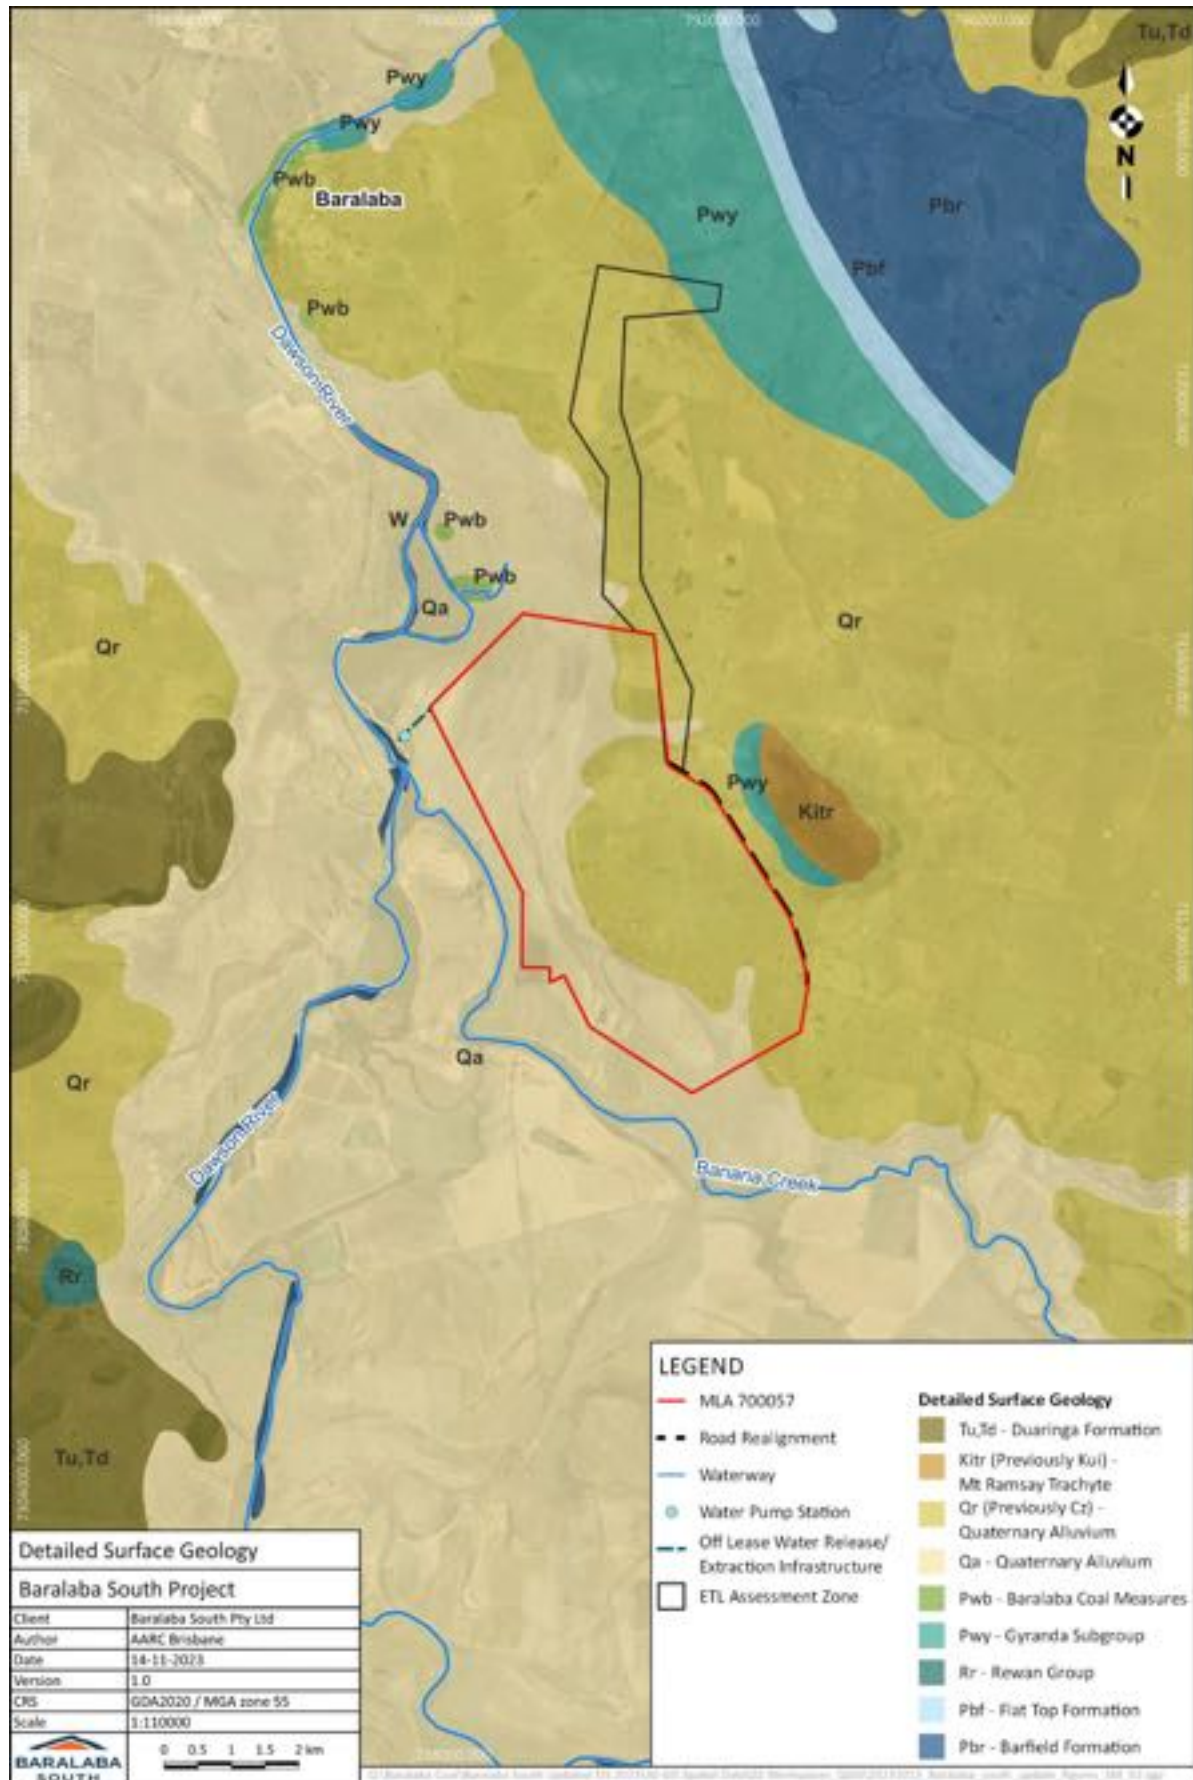 Tu,Td
Pwy
N
Pwy
Pwb
Baralaba
Pwy
Pbr
Pbf
Pwb
Dawson River
W
Pwb
Pwb
Qa
Qr
Qr
Pwy
Kitr
Qa
Qr
Dawson River
Banana Creek
Rr
Tu,Td
LEGEND
MLA 700057
Road Realignment
Waterway
Water Pump Station
Off Lease Water Release/
Extraction Infrastructure
ETL Assessment Zone
Detailed Surface Geology
Tu,Td - Duaringa Formation
Kitr (Previously Kui) -
Mt Ramsay Trachyte
Qr (Previously Cz) -
Quaternary Alluvium
Qa - Quaternary Alluvium
Pwb - Baralaba Coal Measures
Pwy - Gyranda Subgroup
Rr - Rewan Group
Pbf - Flat Top Formation
Pbr - Barfield Formation
Detailed Surface Geology
Baralaba South Project
Client Baralaba South Pty Ltd
Author AARC Brisbane
Date 14-11-2023
Version 1.0
CRS GDA2020 / MGA zone 55
Scale 1:110000
BARALABA
SOUTH
0 0.5 1 1.5 2 km